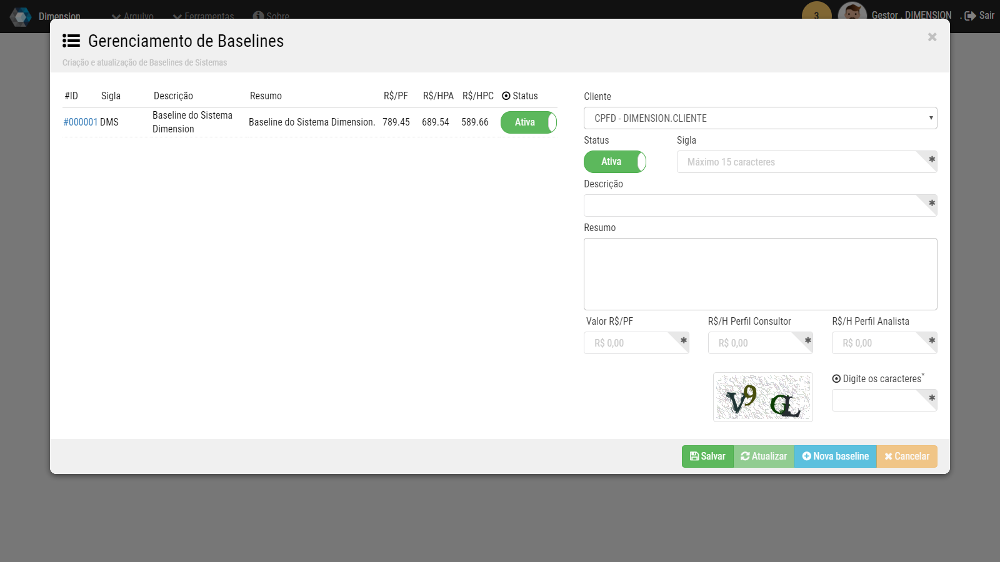 Dimension Arquivo Ferramentas Sobre 3 Gestor . DIMENSION . Sair
Gerenciamento de Baselines
Criação e atualização de Baselines de Sistemas
#ID Sigla Descrição Resumo R$/PF R$/HPA R$/HPC Status
#000001 DMS Baseline do Sistema Dimension Baseline do Sistema Dimension. 789.45 689.54 589.66 Ativa
Cliente
CPFD - DIMENSION.CLIENTE
Status Sigla
Ativa Máximo 15 caracteres
Descrição
Resumo
Valor R$/PF R$/H Perfil Consultor R$/H Perfil Analista
R$ 0,00 R$ 0,00 R$ 0,00
V9 GL Digite os caracteres*
Salvar Atualizar Nova baseline Cancelar